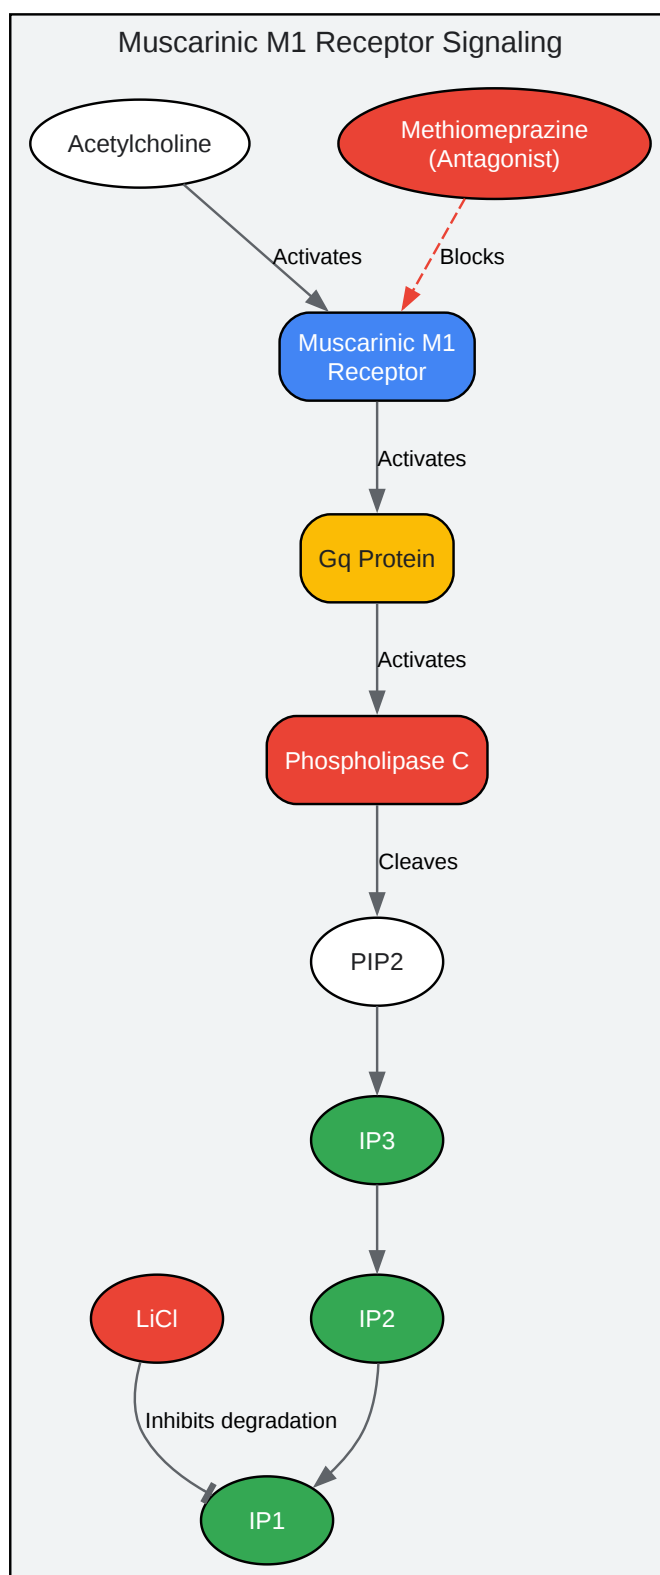 Muscarinic M1 Receptor Signaling
Acetylcholine
Methiomeprazine
(Antagonist)
Activates
Blocks
Muscarinic M1
Receptor
Activates
Gq Protein
Activates
Phospholipase C
Cleaves
PIP2
IP3
LiCl
IP2
Inhibits degradation
IP1